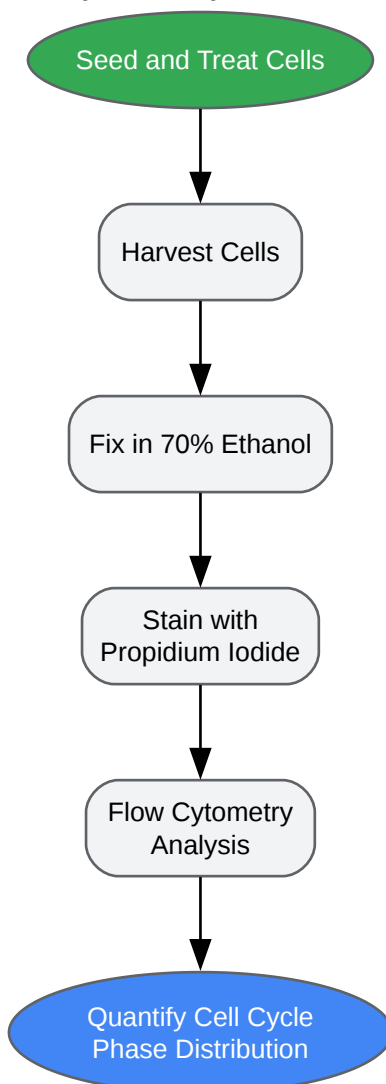 Seed and Treat Cells
Harvest Cells
Fix in 70% Ethanol
Stain with
Propidium Iodide
Flow Cytometry
Analysis
Quantify Cell Cycle
Phase Distribution